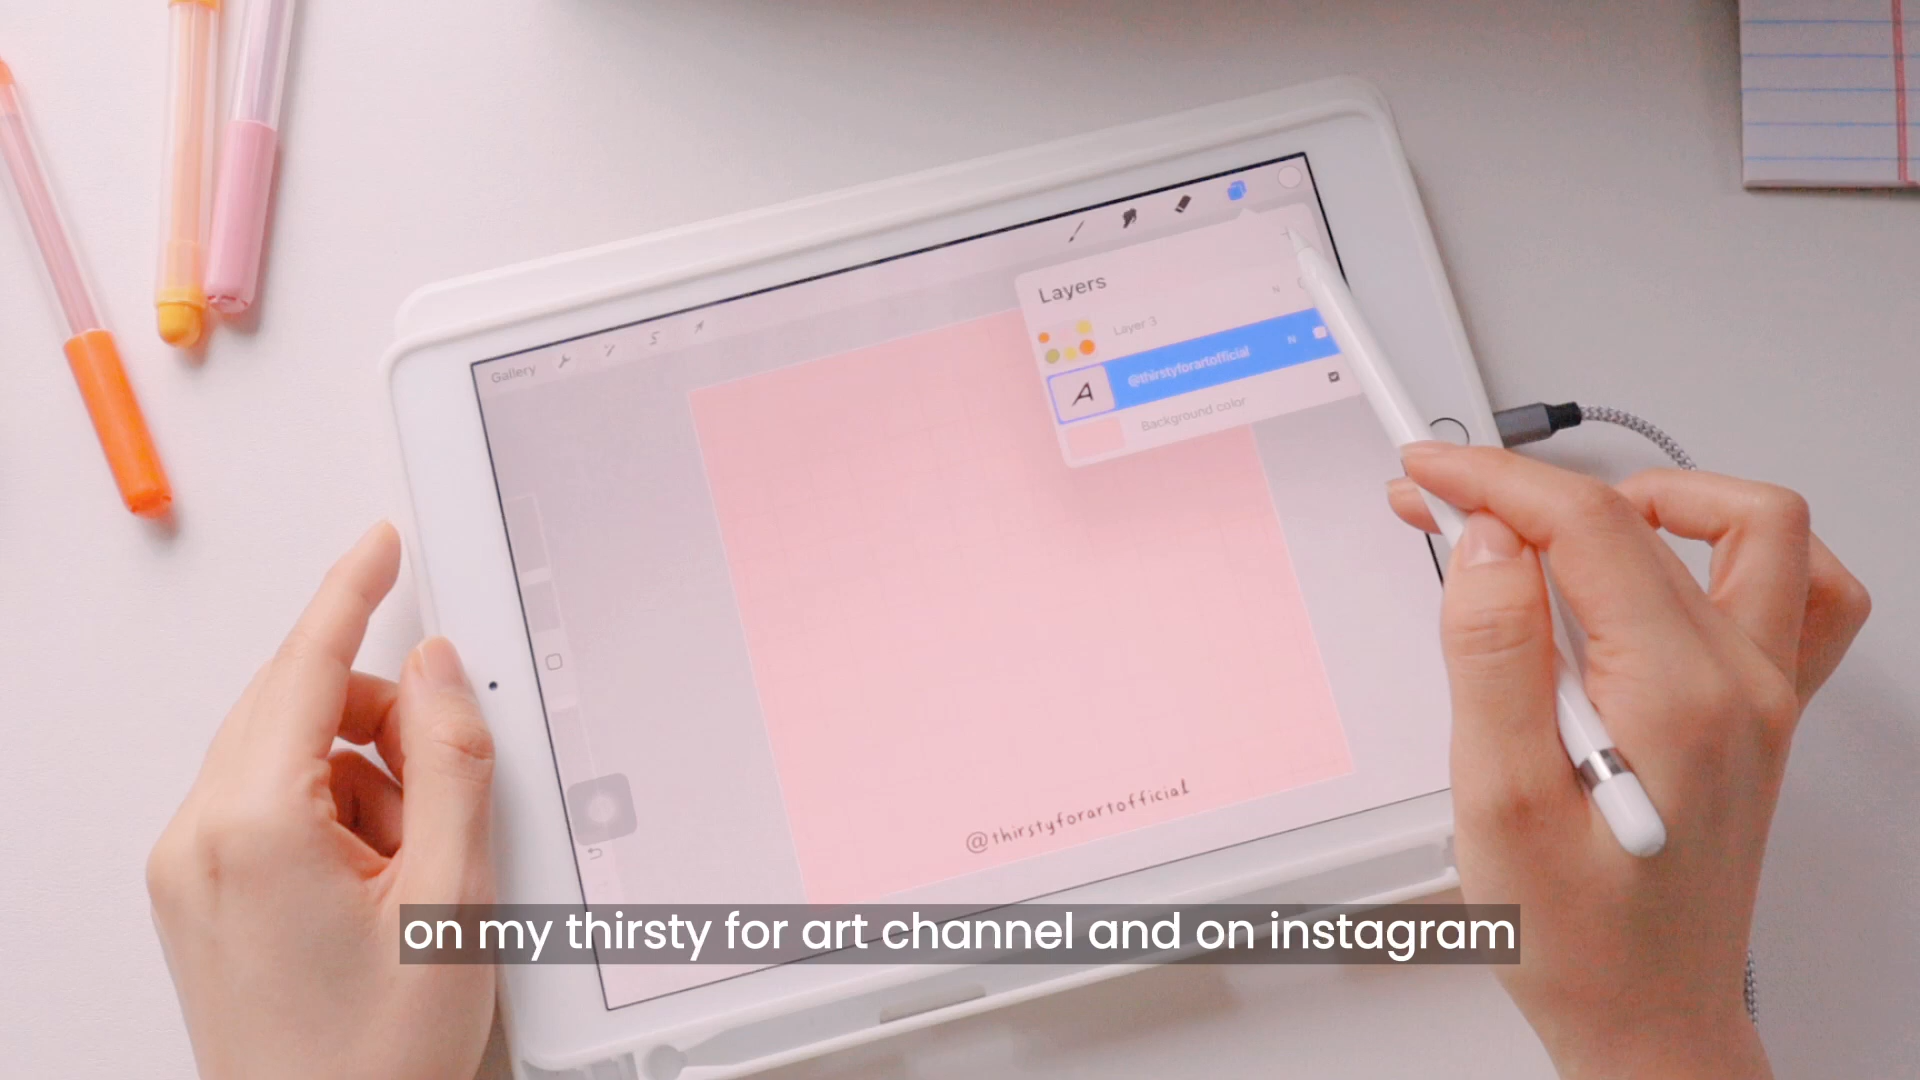 Gallery
Layers
N
Layer 3
@thirstyforartofficial
N
A
Background color
@thirstyforartofficial
on my thirsty for art channel and on instagram